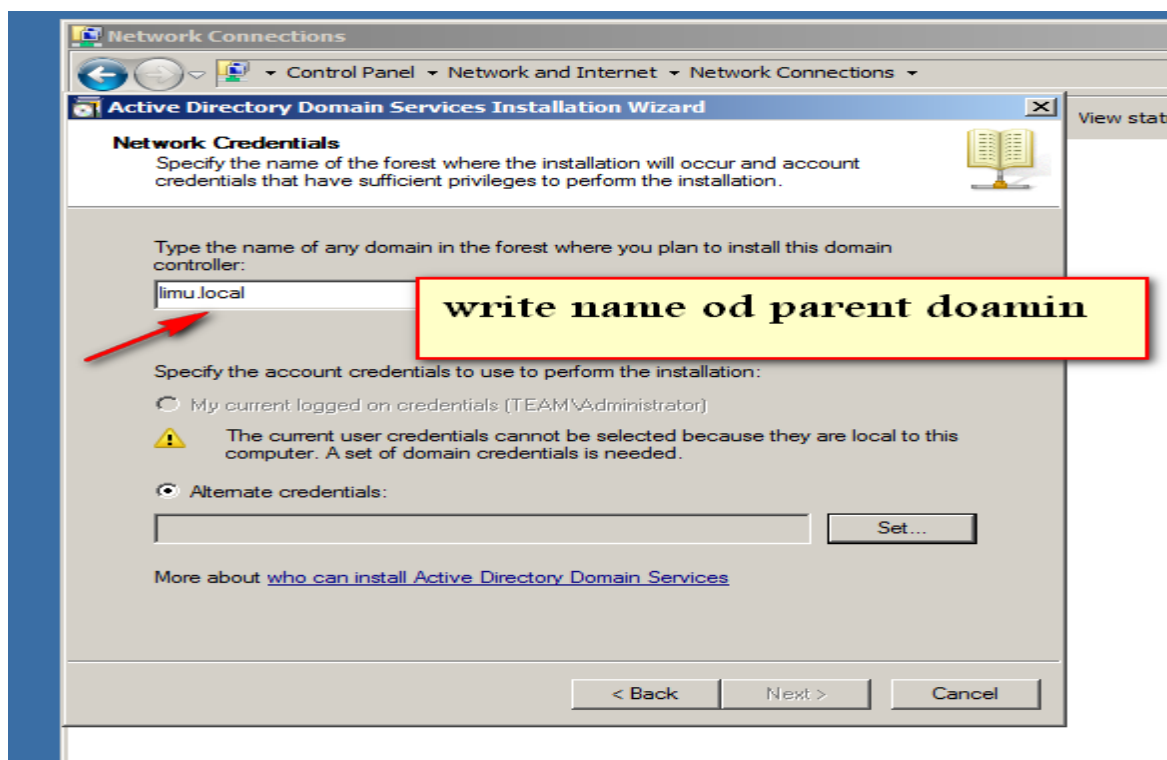 Network Connections
Control Panel Network and Internet Network Connections
Active Directory Domain Services Installation Wizard
View stat
Network Credentials
Specify the name of the forest where the installation will occur and account
credentials that have sufficient privileges to perform the installation.
Type the name of any domain in the forest where you plan to install this domain
controller:
limu.local
write name od parent doamin
Specify the account credentials to use to perform the installation:
My current logged on credentials (TEAM\Administrator)
The current user credentials cannot be selected because they are local to this
computer. A set of domain credentials is needed.
Alternate credentials:
Set...
More about who can install Active Directory Domain Services
< Back Next > Cancel